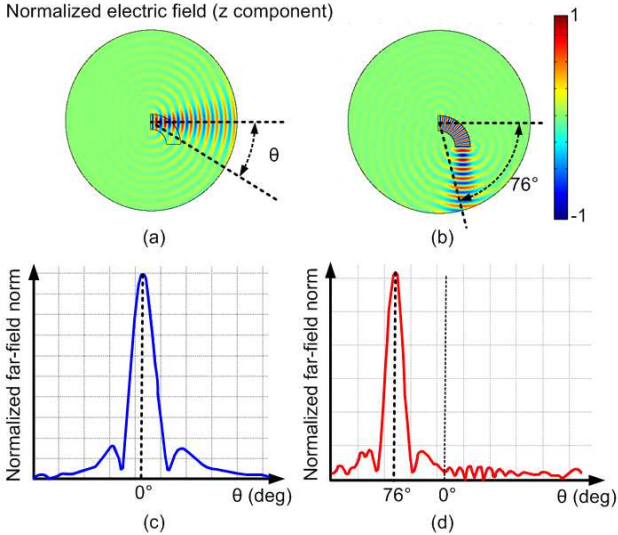 Normalized electric field (z component)
1
-1
θ
76°
(a)
(b)
Normalized far-field norm
0°
θ (deg)
(c)
Normalized far-field norm
76°
0°
θ (deg)
(d)